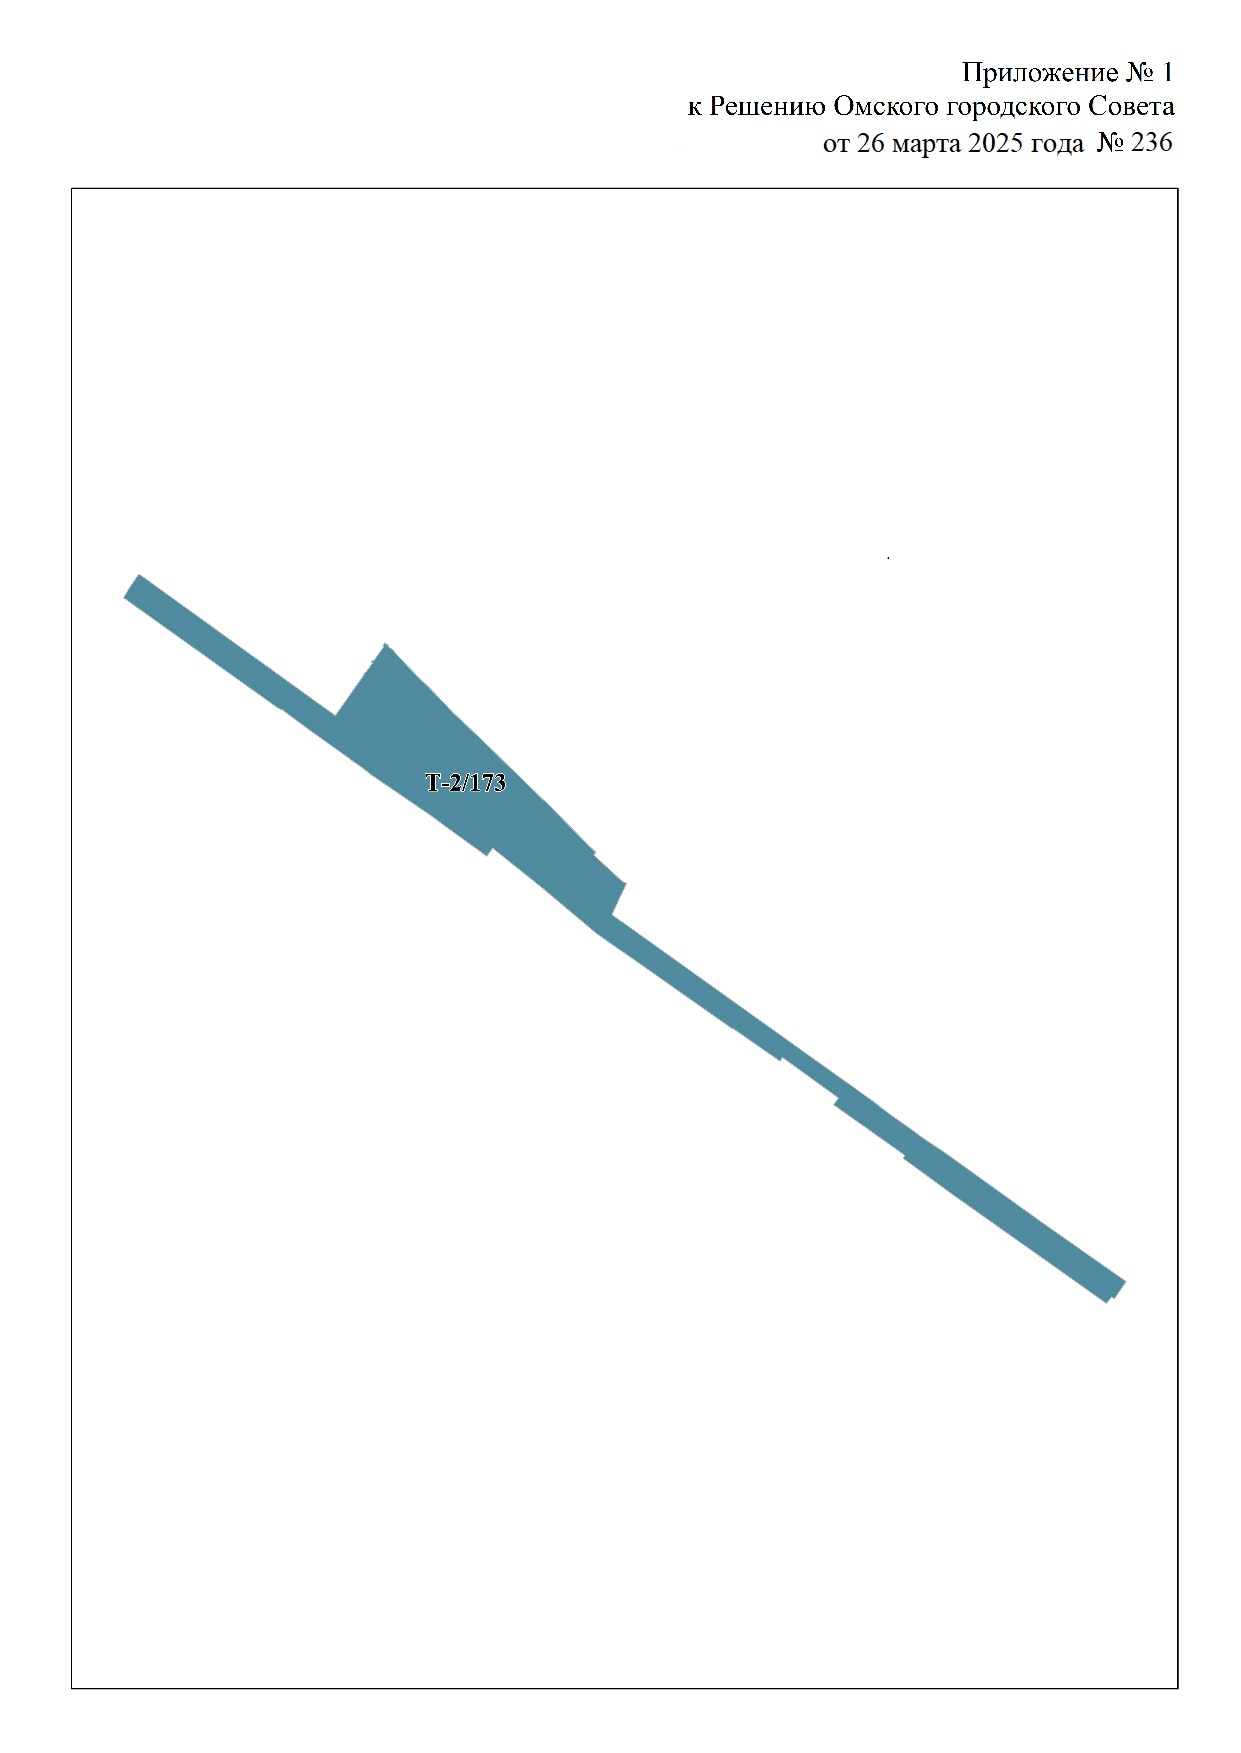 Приложение № 1
к Решению Омского городского Совета
от 26 марта 2025 года № 236
Т-2/173